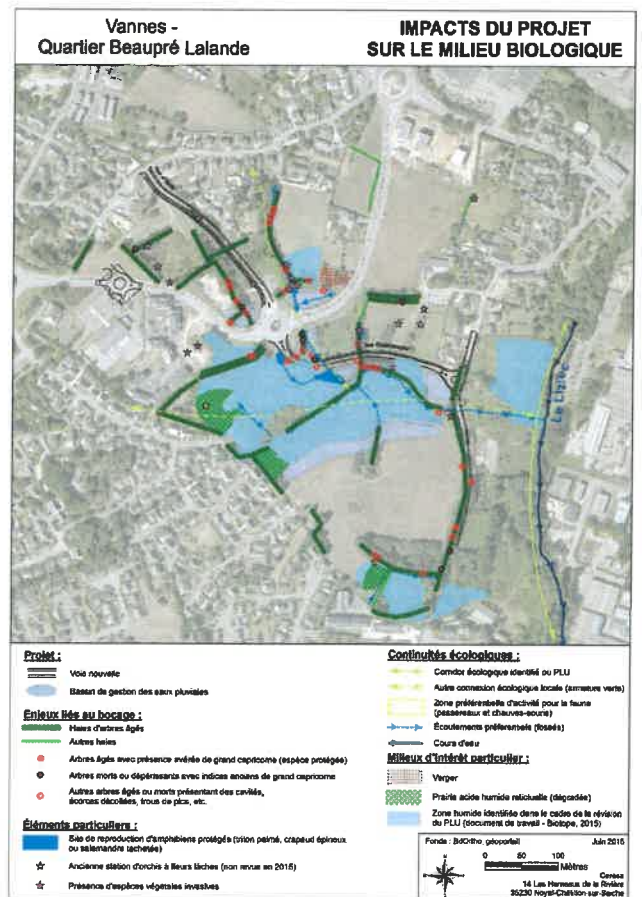 Vannes -
Quartier Beaupré Lalande
IMPACTS DU PROJET
SUR LE MILIEU BIOLOGIQUE
Le Liziec
Projet :
Voie nouvelle
Bassin de gestion des eaux pluviales
Enjeux liés au bocage :
Haies d'arbres âgés
Autres haies
Arbres âgés avec présence avérée de grand capricorne (espèce protégée)
Arbres morts ou dépérissants avec indices anciens de grand capricorne
Autres arbres âgés ou morts présentant des cavités,
écorces décollées, trous de pics, etc.
Éléments particuliers :
Site de reproduction d'amphibiens protégés (triton palmé, crapaud épineux
ou salamandre tachetée)
Ancienne station d'orchis à fleurs lâches (non revue en 2015)
Présence d'espèces végétales invasives
Continuités écologiques :
Corridor écologique identifié au PLU
Autre connexion écologique locale (armature verte)
Zone préférentielle d'activité pour la faune
(passereaux et chauves-souris)
Écoulements préférentiels (fossés)
Cours d'eau
Milieux d'intérêt particulier :
Verger
Prairie acide humide relictuelle (dégradée)
Zone humide identifiée dans le cadre de la révision
du PLU (document de travail - Biotope, 2015)
Fonds : BdOrtho, géoportail
Juin 2015
0 50 100
Mètres
Ceresa
14 Les Hameaux de la Rivière
35230 Noyal-Châtillon-sur-Seiche